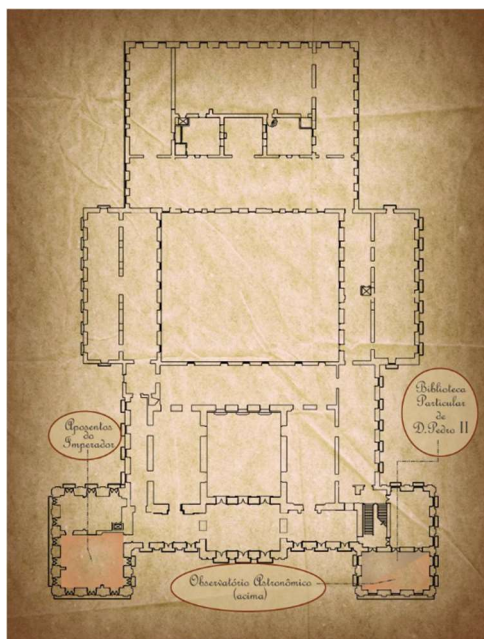 Biblioteca
Particular
de
D.Pedro II
Aposentos
do
Imperador
Observatório Astronômico
(acima)